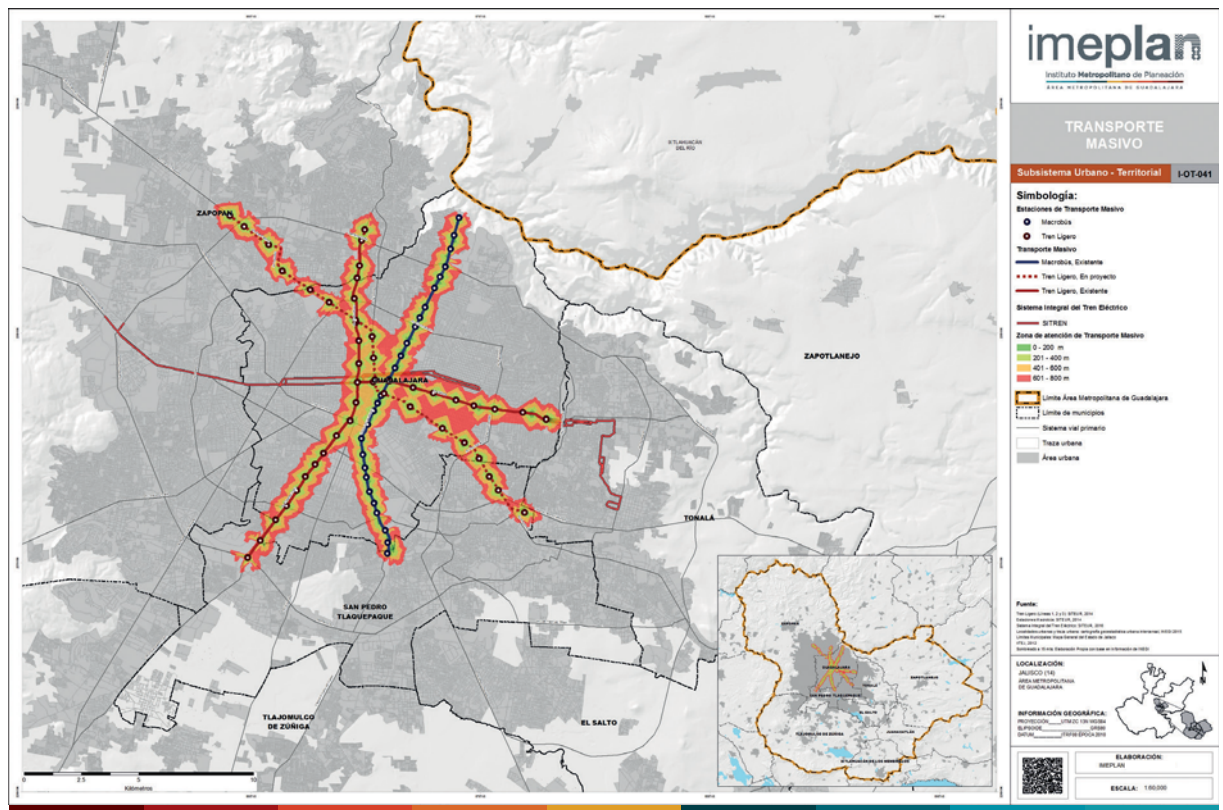 imeplan
Instituto Metropolitano de Planeación
ÁREA METROPOLITANA DE GUADALAJARA
TRANSPORTE
MASIVO
Subsistema Urbano - Territorial
I-OT-041
Simbología:
Estaciones de Transporte Masivo
Macrobús
Tren Ligero
Transporte Masivo
Macrobús, Existente
Tren Ligero, En proyecto
Tren Ligero, Existente
Sistema Integral del Tren Eléctrico
SITREN
Zona de atención de Transporte Masivo
0 - 200 m
201 - 400 m
401 - 600 m
601 - 800 m
Límite Área Metropolitana de Guadalajara
Límite de municipios
Sistema vial primario
Traza urbana
Área urbana
Fuente:
LOCALIZACIÓN:
JALISCO (14)
ÁREA METROPOLITANA
DE GUADALAJARA
INFORMACIÓN GEOGRÁFICA:
ELABORACIÓN:
IMEPLAN
ESCALA: 1:60,000
IXTLAHUACÁN
DEL RÍO
ZAPOPAN
GUADALAJARA
ZAPOTLANEJO
TONALÁ
SAN PEDRO
TLAQUEPAQUE
TLAJOMULCO
DE ZÚÑIGA
EL SALTO
0 2.5 5 10
Kilómetros